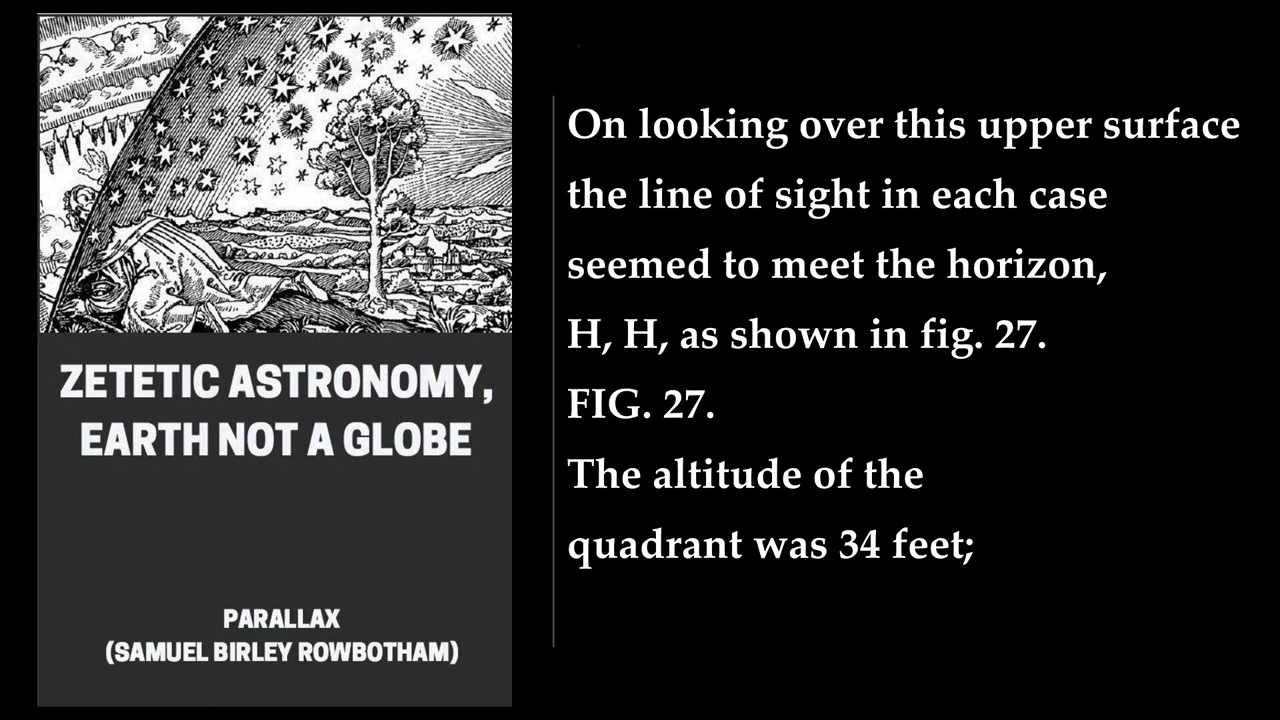 ZETETIC ASTRONOMY,
EARTH NOT A GLOBE
PARALLAX
(SAMUEL BIRLEY ROWBOTHAM)
On looking over this upper surface
the line of sight in each case
seemed to meet the horizon,
H, H, as shown in fig. 27.
FIG. 27.
The altitude of the
quadrant was 34 feet;